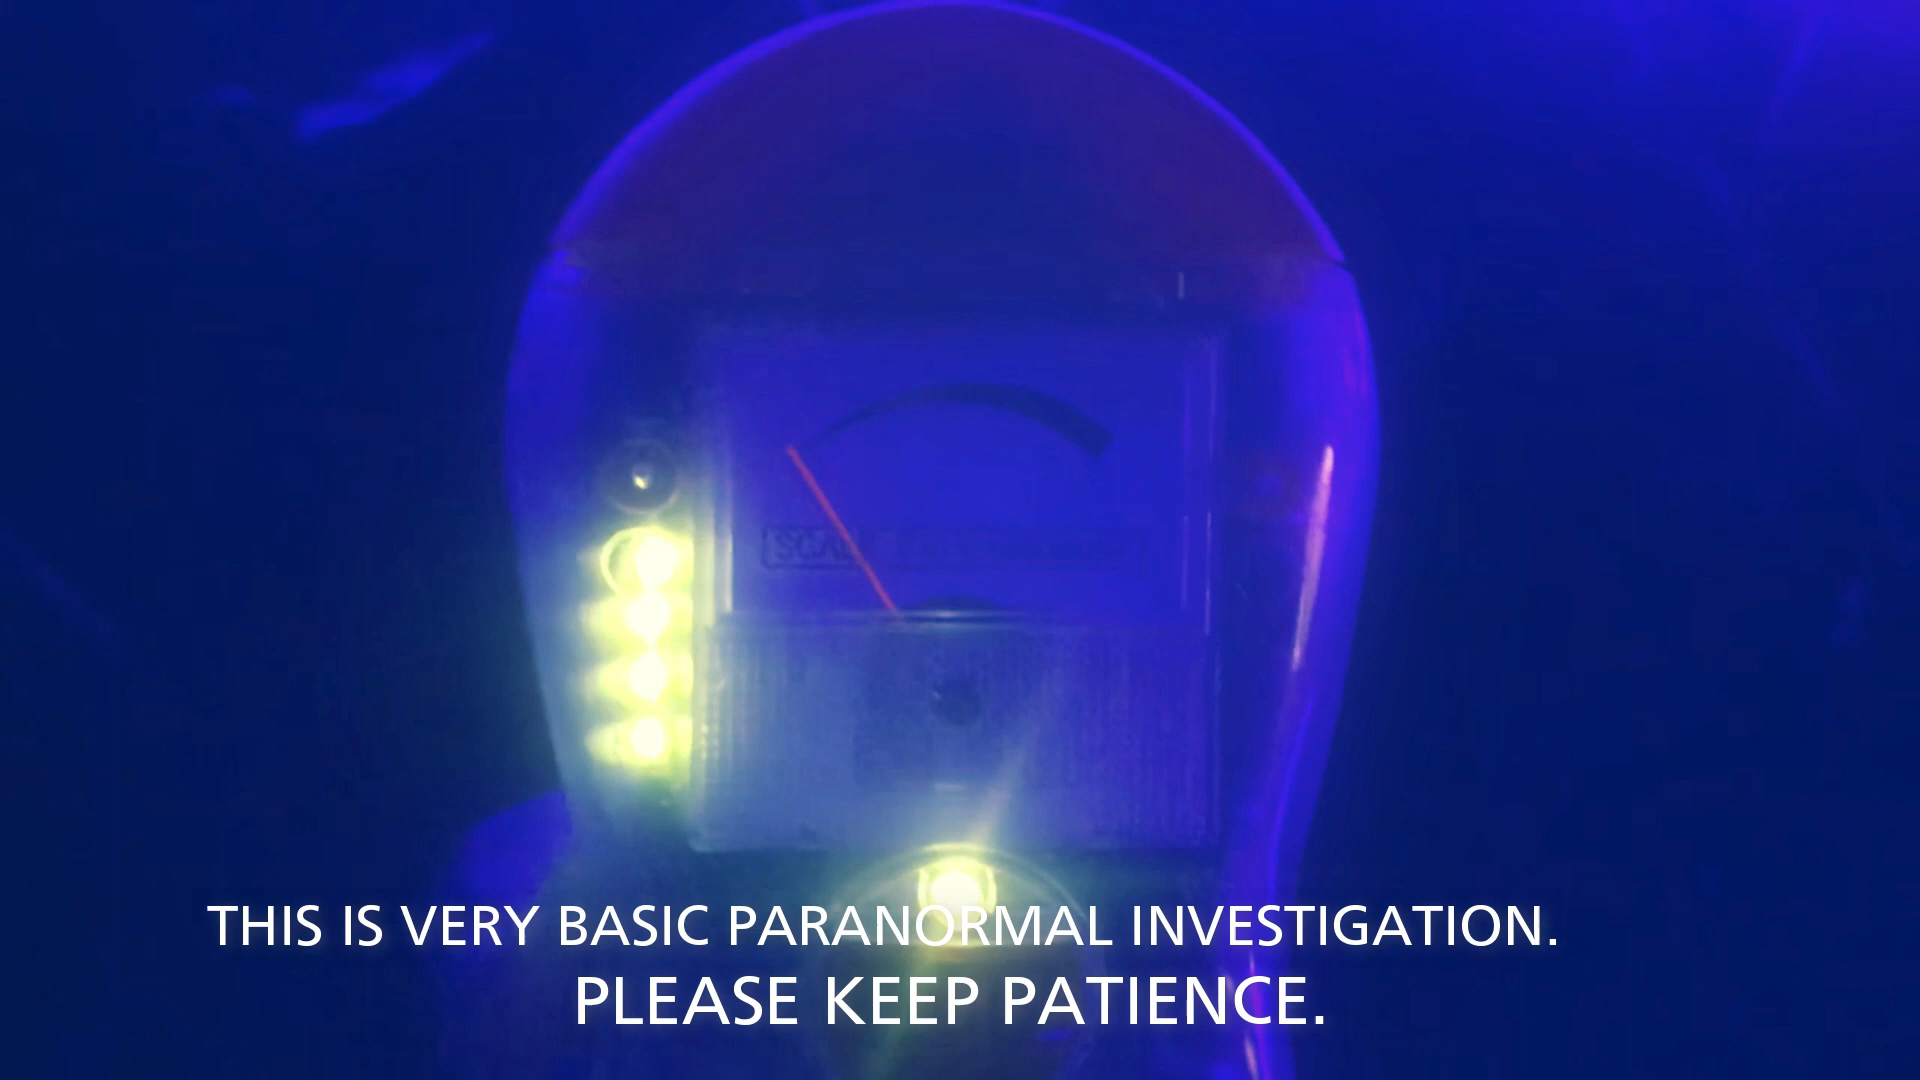 THIS IS VERY BASIC PARANORMAL INVESTIGATION.
PLEASE KEEP PATIENCE.